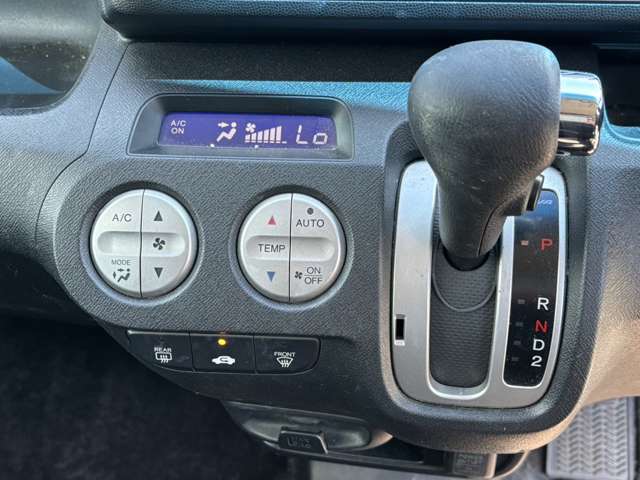 A/C
ON
Lo
A/C
MODE
AUTO
TEMP
ON
OFF
REAR
FRONT
P
R
N
D
2